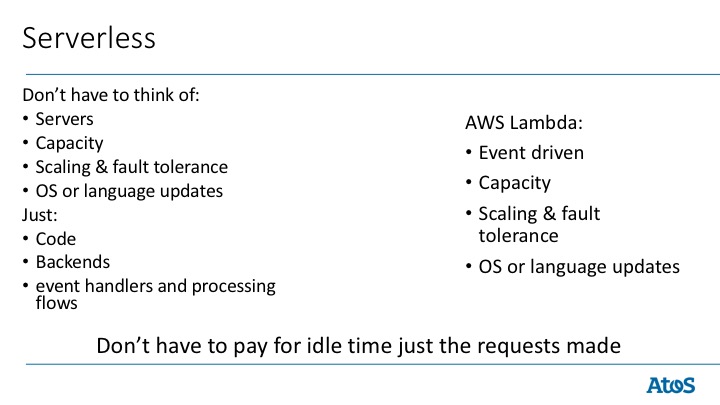 Serverless
Don’t have to think of:
• Servers
• Capacity
• Scaling & fault tolerance
• OS or language updates
Just:
• Code
• Backends
• event handlers and processing
flows
AWS Lambda:
• Event driven
• Capacity
• Scaling & fault
tolerance
• OS or language updates
Don’t have to pay for idle time just the requests made
Atos